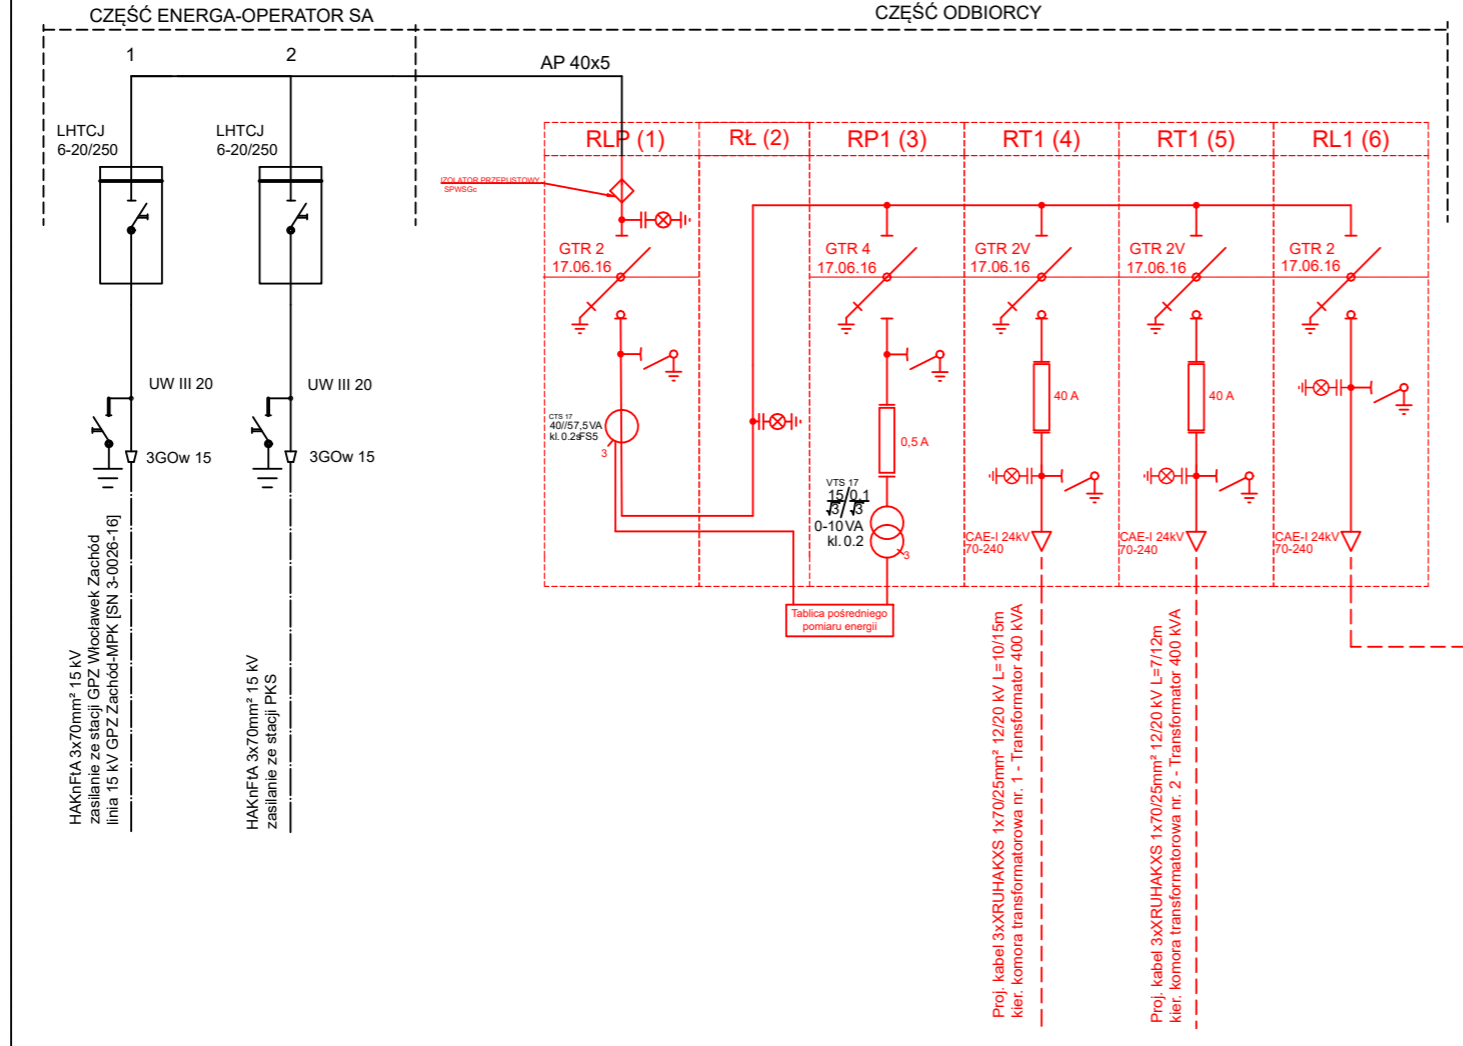 CZĘŚĆ ENERGA-OPERATOR SA
CZĘŚĆ ODBIORCY
1
2
AP 40x5
LHTCJ
6-20/250
LHTCJ
6-20/250
RLP (1)
RŁ (2)
RP1 (3)
RT1 (4)
RT1 (5)
RL1 (6)
IZOLATOR PRZEPUSTOWY
SPWSGc
GTR 2
17.06.16
GTR 4
17.06.16
GTR 2V
17.06.16
GTR 2V
17.06.16
GTR 2
17.06.16
UW III 20
UW III 20
3GOw 15
3GOw 15
CTS 17
40//57,5VA
kl.0.2sFS5
3
0,5 A
40 A
40 A
VTS 17
15/0,1
√3/ √3
0-10VA
kl.0.2
3
CAE-I 24kV
70-240
CAE-I 24kV
70-240
CAE-I 24kV
70-240
Tablica pośredniego
pomiaru energii
HAKnFtA 3x70mm² 15 kV
zasilanie ze stacji GPZ Włocławek Zachód
linia 15 kV GPZ Zachód-MPK [SN 3-0026-16]
HAKnFtA 3x70mm² 15 kV
zasilanie ze stacji PKS
Proj. kabel 3xXRUHAKXS 1x70/25mm² 12/20 kV L=10/15m
kier. komora transformatorowa nr. 1 - Transformator 400 kVA
Proj. kabel 3xXRUHAKXS 1x70/25mm² 12/20 kV L=7/12m
kier. komora transformatorowa nr. 2 - Transformator 400 kVA